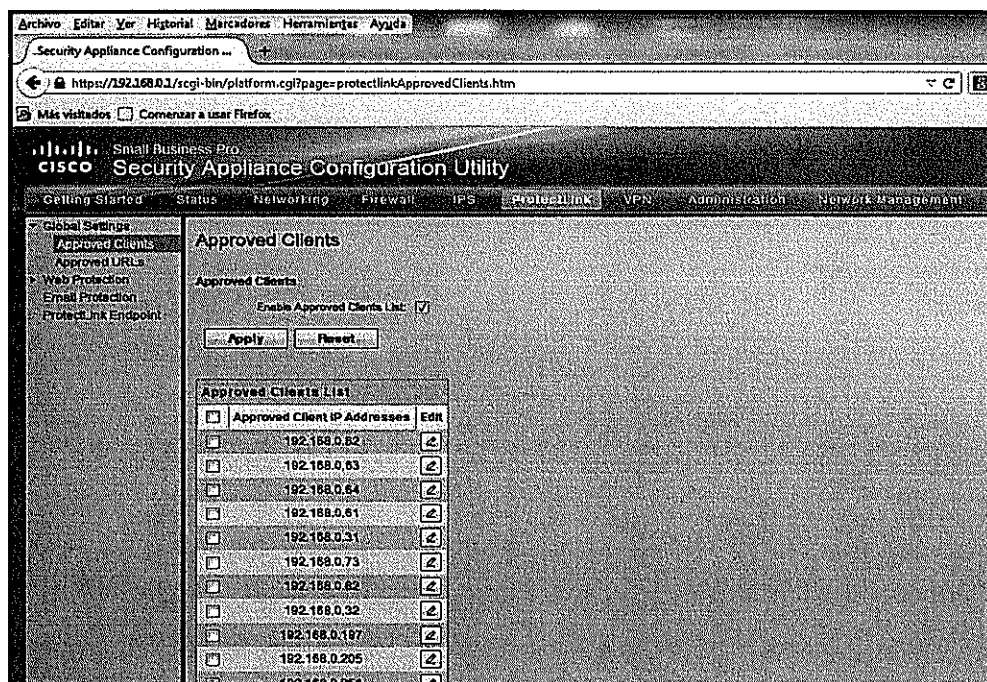 Archivo Editar Ver Historial Marcadores Herramientas Ayuda
Security Appliance Configuration ... +
https://192.168.0.1/scgi-bin/platform.cgi?page=protectlinkApprovedClients.htm
Más visitados Comenzar a usar Firefox
CISCO Small Business Pro
Security Appliance Configuration Utility
Getting Started Status Networking Firewall IPS ProtectLink VPN Administration Network Management
Global Settings
Approved Clients
Approved URLs
Web Protection
Email Protection
ProtectLink Endpoint
Approved Clients
Approved Clients
Enable Approved Clients List:
Apply Reset
Approved Clients List
Approved Client IP Addresses Edit
192.168.0.62
192.168.0.63
192.168.0.64
192.168.0.61
192.168.0.31
192.168.0.73
192.168.0.82
192.168.0.32
192.168.0.197
192.168.0.205